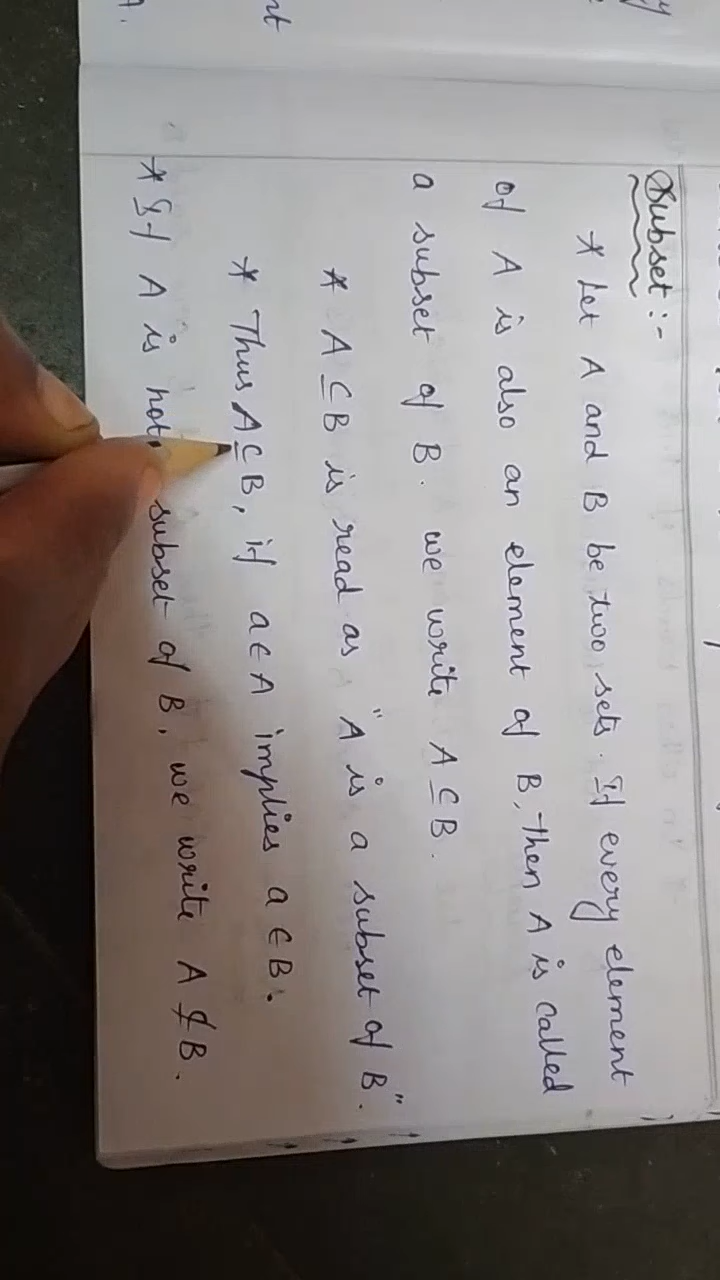 Subset :-
* Let A and B be two sets. If every element
of A is also an element of B, then A is called
a subset of B. we write A ⊆ B.
* A ⊆ B is read as "A is a subset of B".
* Thus A ⊆ B, if a ∈ A implies a ∈ B.
* If A is not subset of B, we write A ⊄ B.
nt